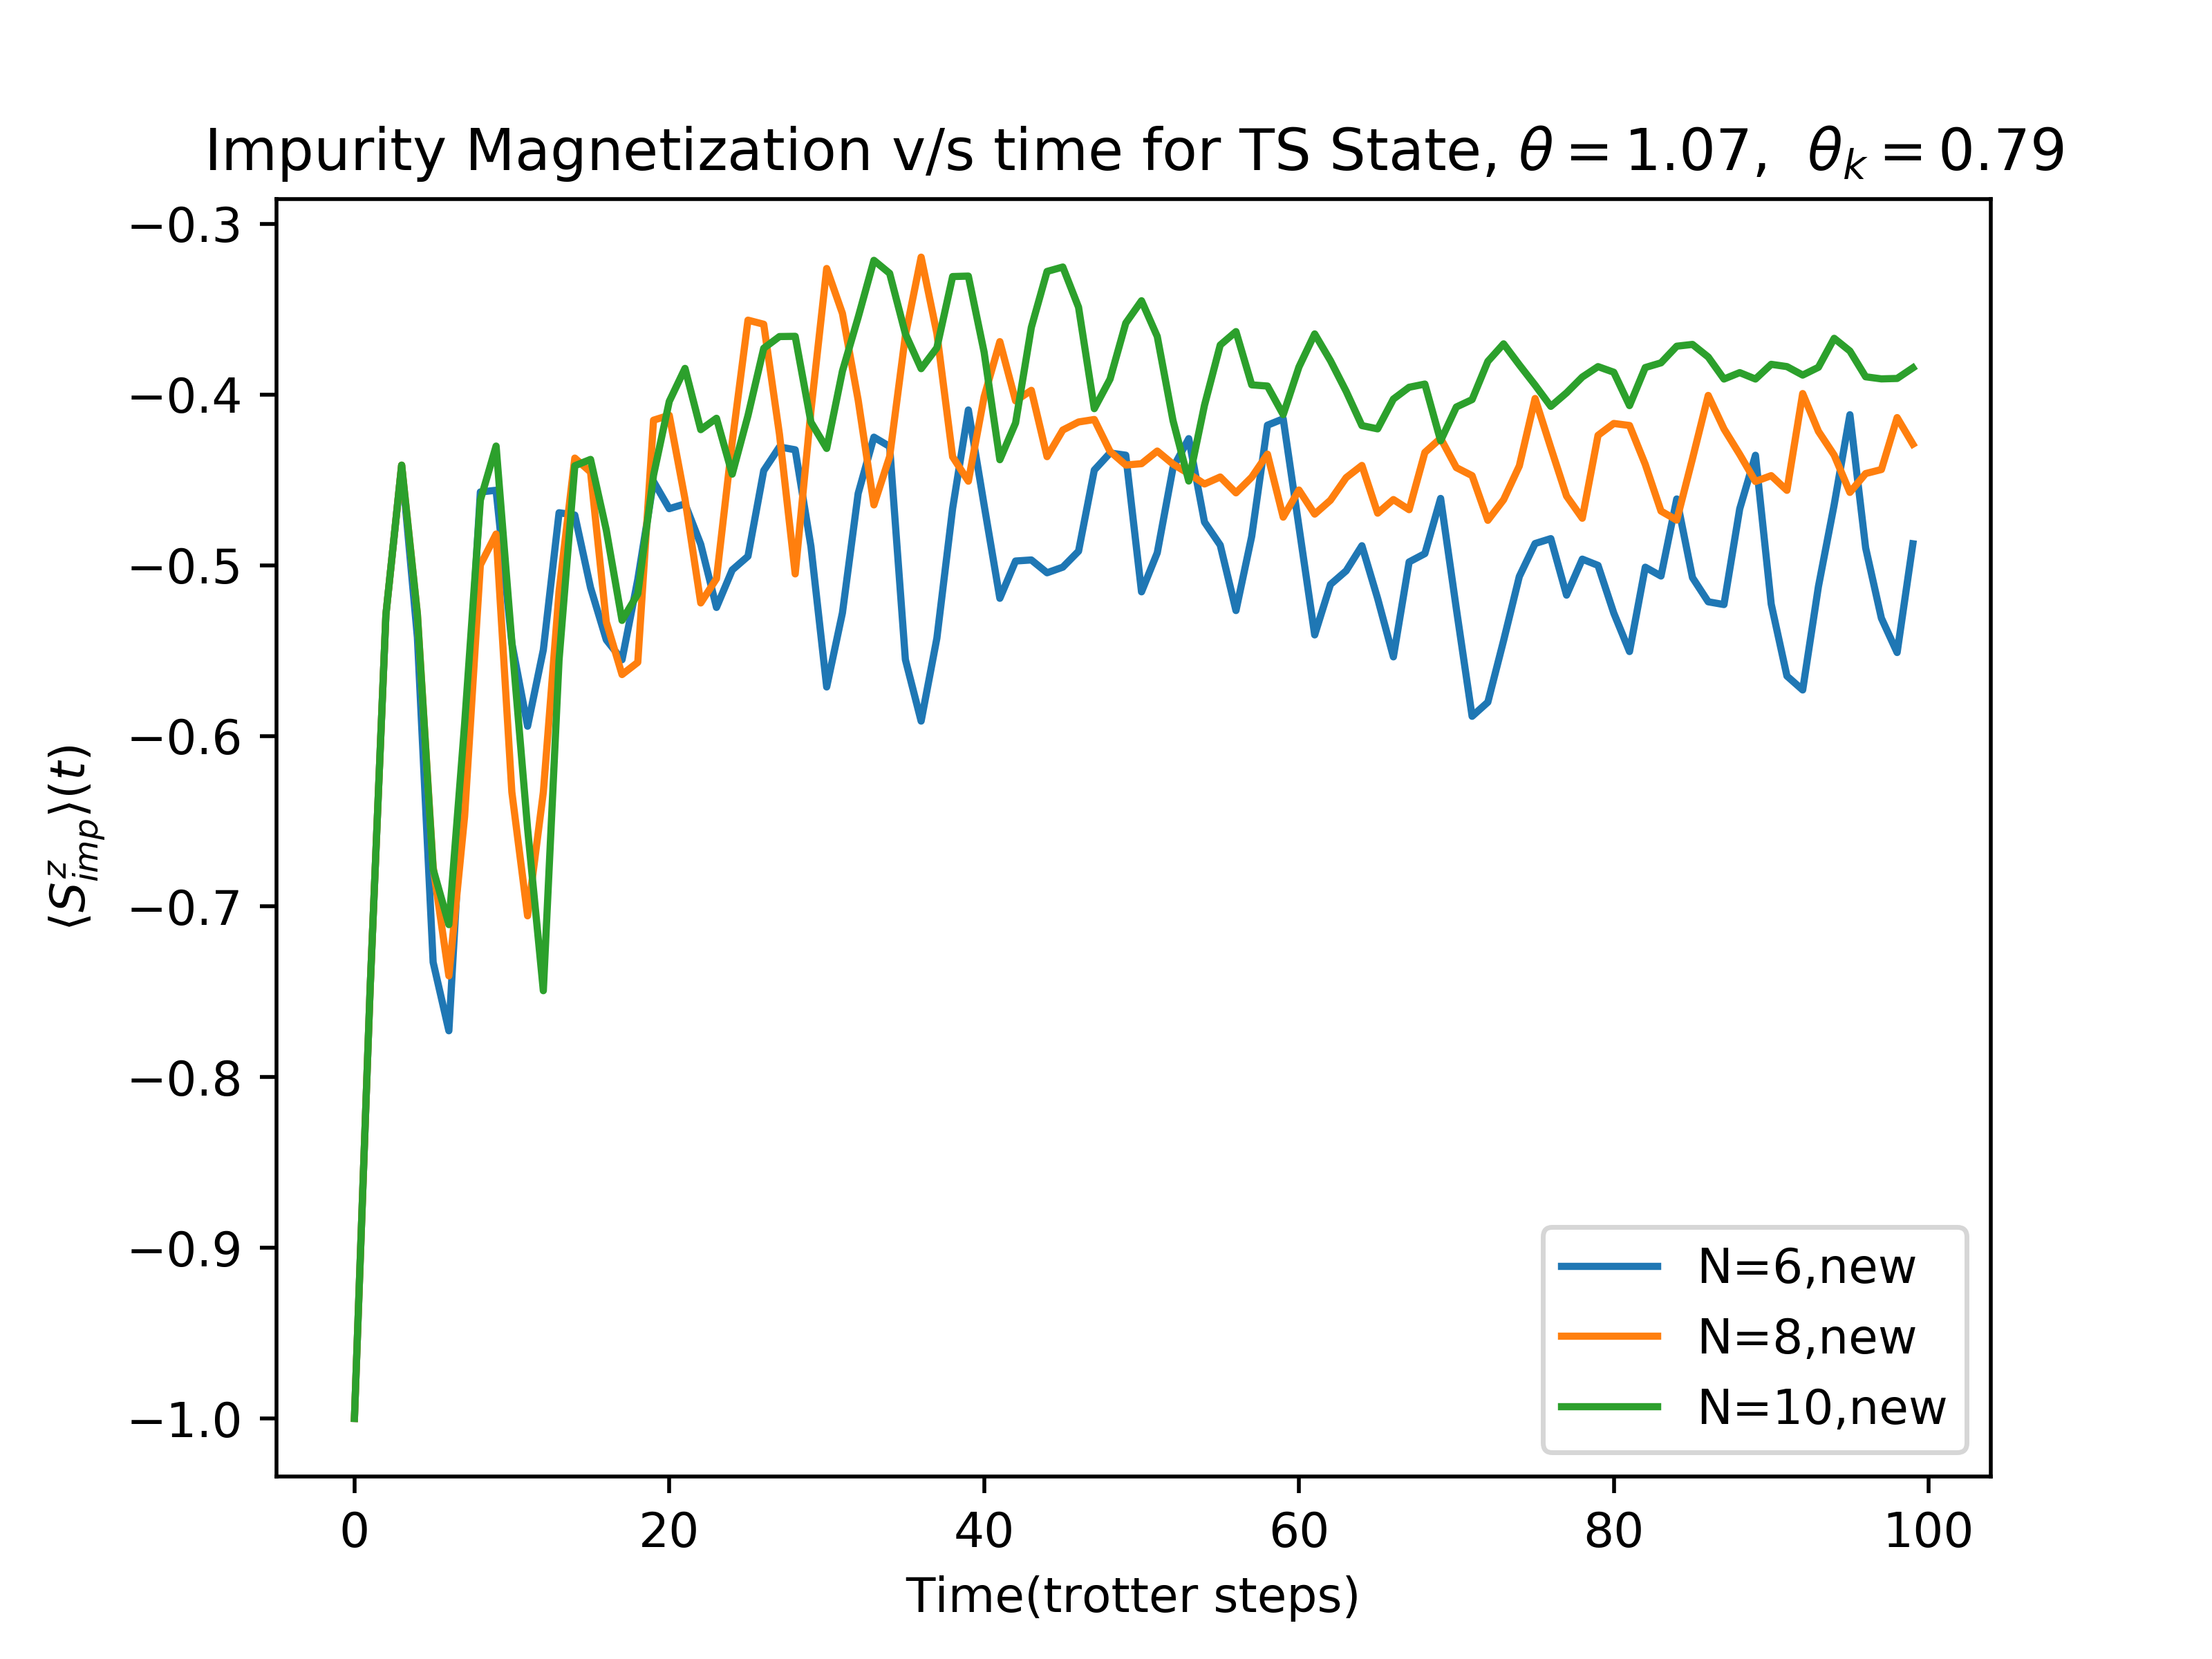 Impurity Magnetization v/s time for TS State, θ = 1.07, θₖ = 0.79
⟨S^z_imp⟩(t)
−0.3
−0.4
−0.5
−0.6
−0.7
−0.8
−0.9
−1.0
N=6,new
N=8,new
N=10,new
0 20 40 60 80 100
Time(trotter steps)